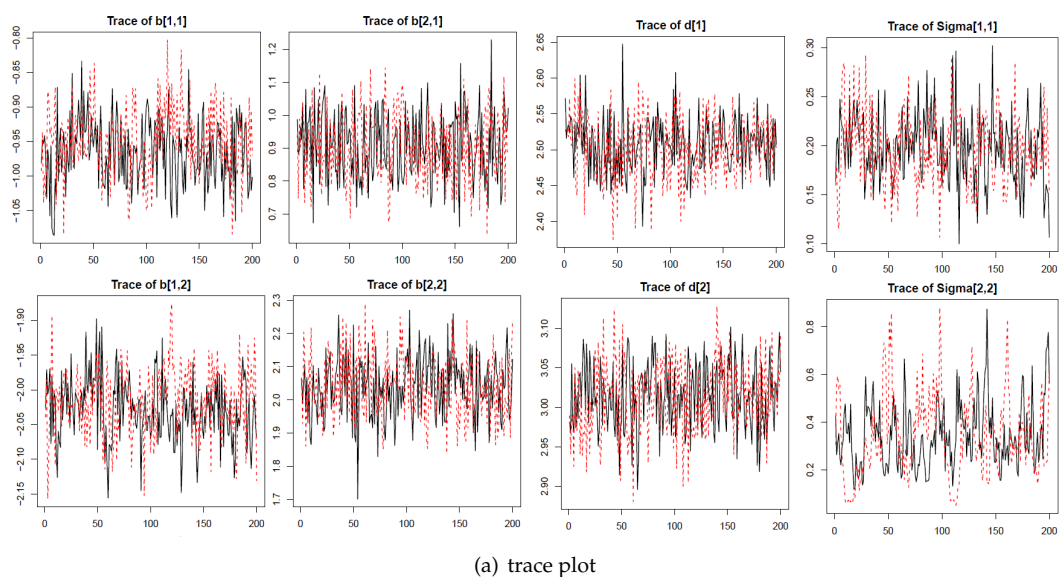 Trace of b[1,1]
−0.80
−0.85
−0.90
−0.95
−1.00
−1.05
0 50 100 150 200
Trace of b[2,1]
1.2
1.1
1.0
0.9
0.8
0.7
0 50 100 150 200
Trace of d[1]
2.65
2.60
2.55
2.50
2.45
2.40
0 50 100 150 200
Trace of Sigma[1,1]
0.30
0.25
0.20
0.15
0.10
0 50 100 150 200
Trace of b[1,2]
−1.90
−1.95
−2.00
−2.05
−2.10
−2.15
0 50 100 150 200
Trace of b[2,2]
2.3
2.2
2.1
2.0
1.9
1.8
1.7
0 50 100 150 200
Trace of d[2]
3.10
3.05
3.00
2.95
2.90
0 50 100 150 200
Trace of Sigma[2,2]
0.8
0.6
0.4
0.2
0 50 100 150 200
(a) trace plot